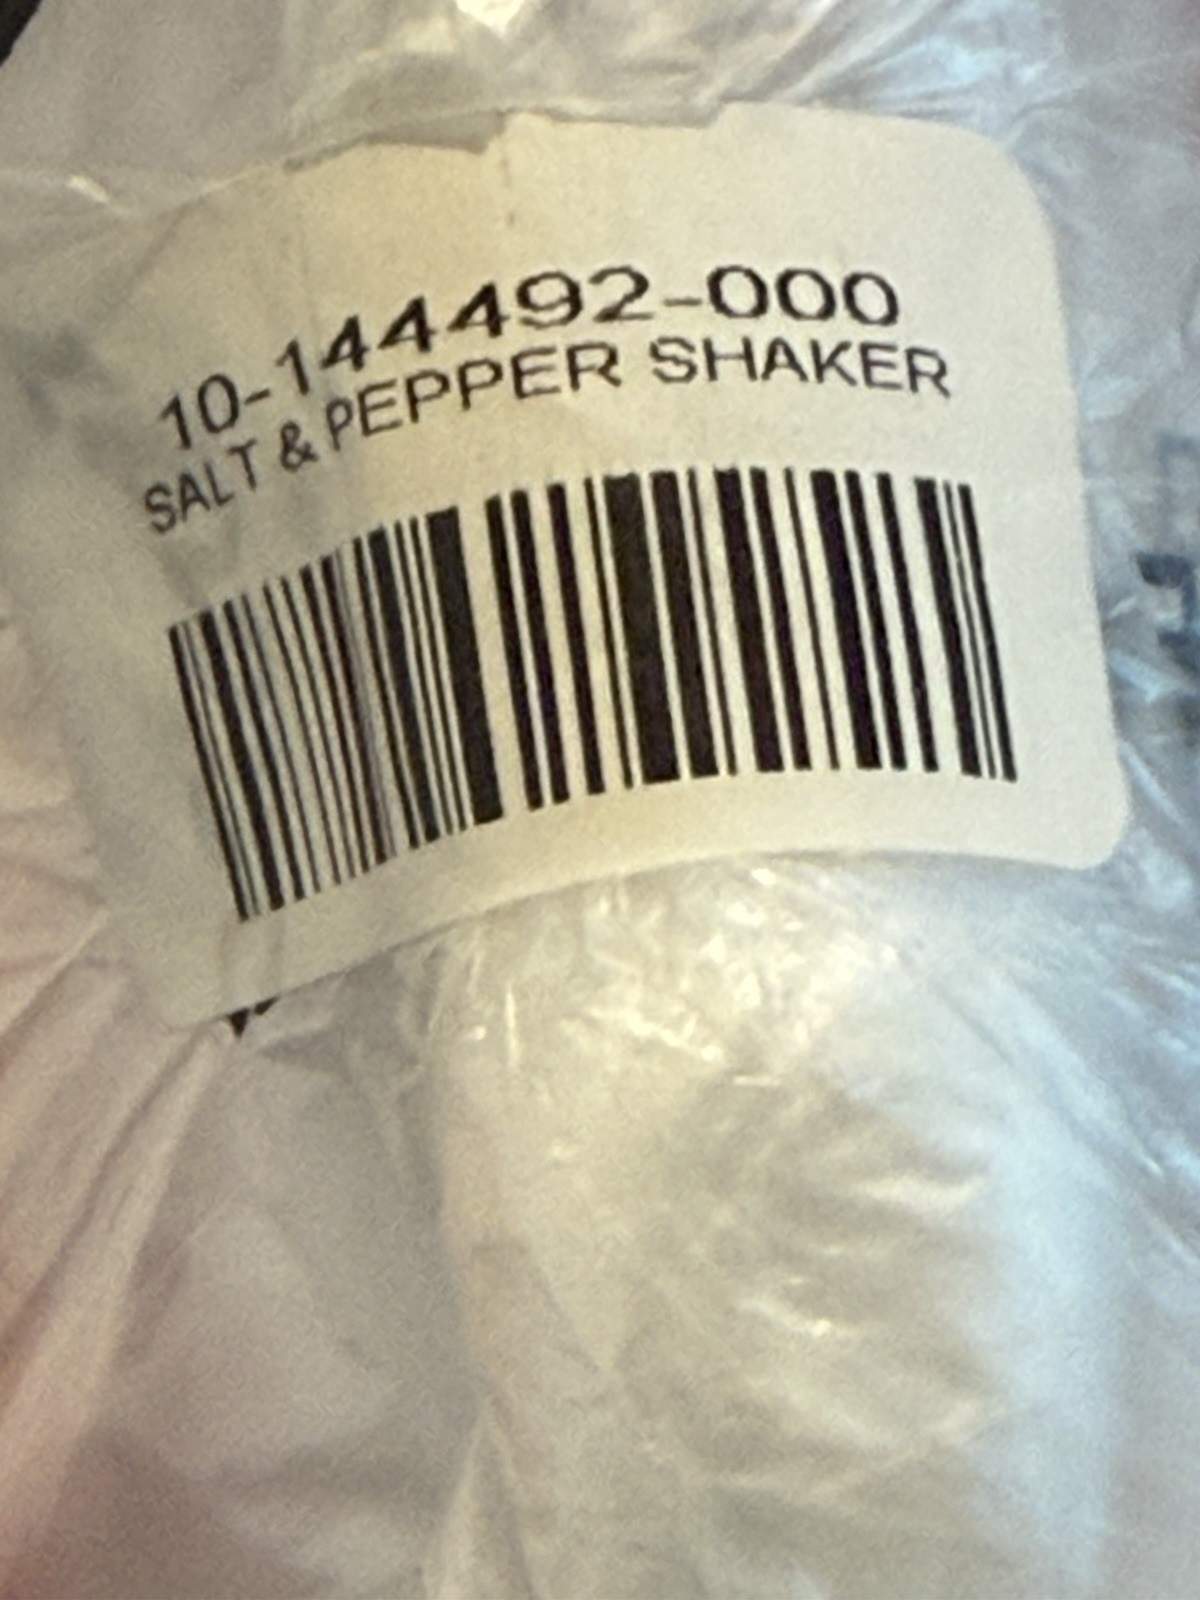 10-144492-000
SALT & PEPPER SHAKER